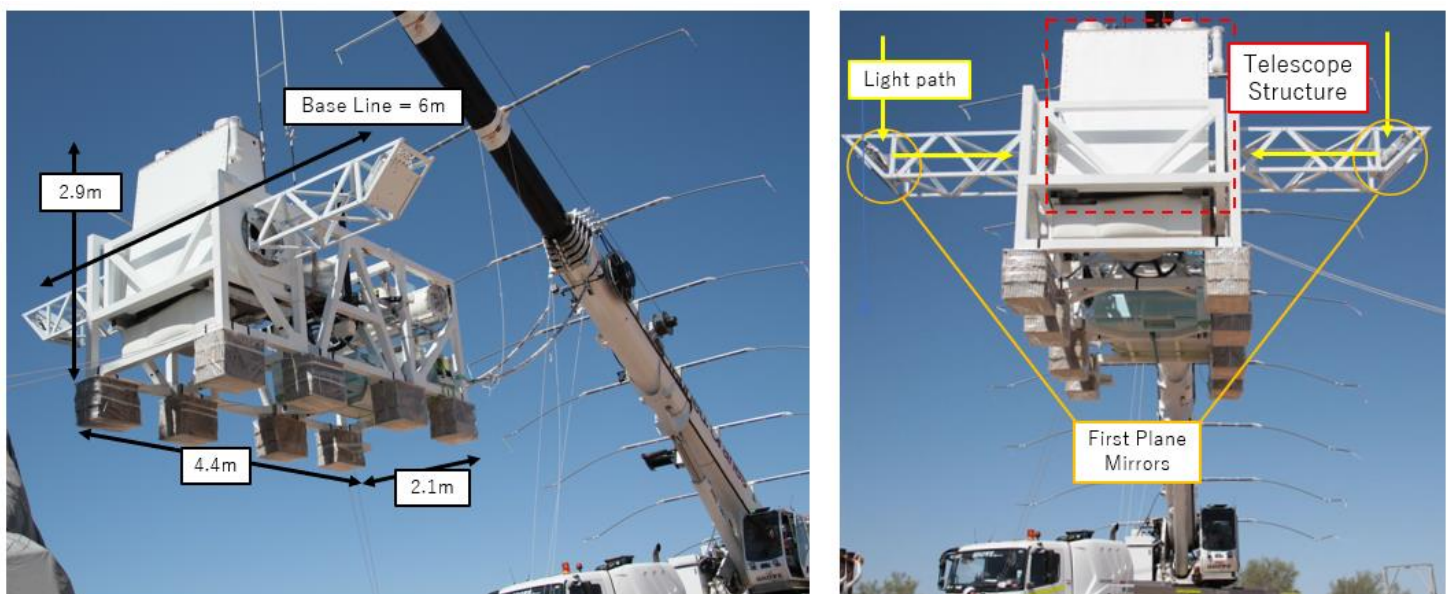 Base Line = 6m
2.9m
4.4m
2.1m
Light path
Telescope
Structure
First Plane
Mirrors